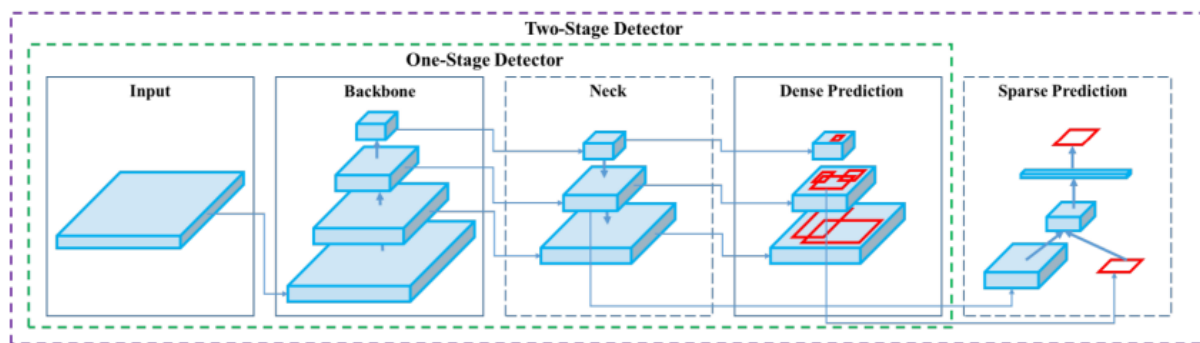 Two-Stage Detector
One-Stage Detector
Input
Backbone
Neck
Dense Prediction
Sparse Prediction